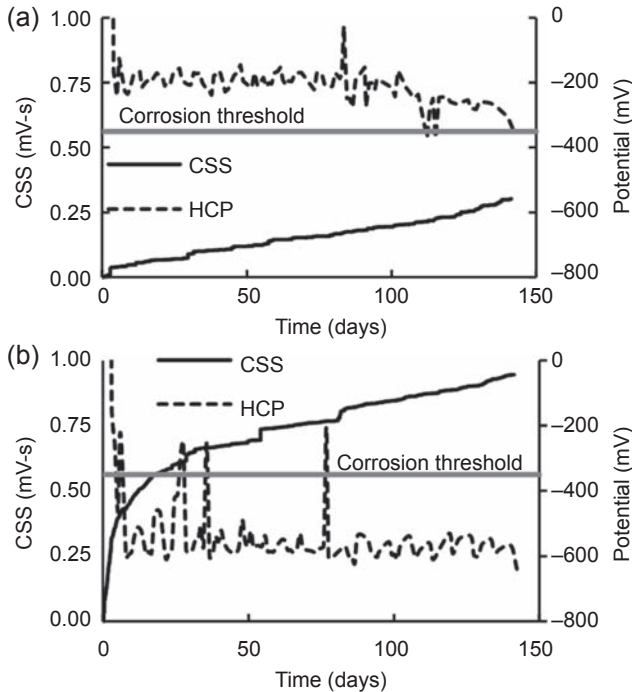 (a)
1.00
0.75
0.50
0.25
0.00
CSS (mV-s)
Corrosion threshold
CSS
HCP
0
−200
−400
−600
−800
Potential (mV)
0
50
100
150
Time (days)
(b)
1.00
0.75
0.50
0.25
0.00
CSS (mV-s)
CSS
HCP
Corrosion threshold
0
−200
−400
−600
−800
Potential (mV)
0
50
100
150
Time (days)